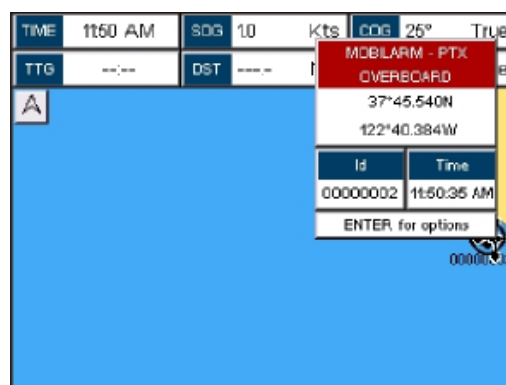 TIME 11:50 AM SOG 1.0 Kts COG 25° True
TTG --:-- DST ----.-
MOBILARM - PTX
OVERBOARD
37°45.540N
122°40.384W
Id Time
00000002 11:50:35 AM
ENTER for options